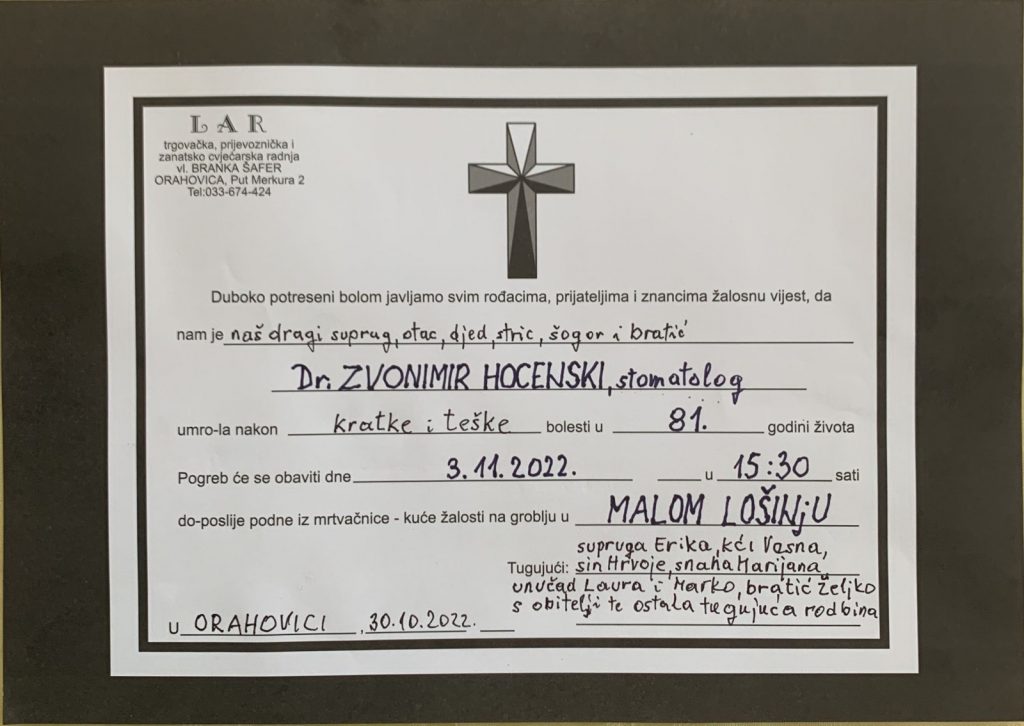 LAR
trgovačka, prijevoznička i
zanatsko cvjećarska radnja
vl. BRANKA ŠAFER
ORAHOVICA, Put Merkura 2
Tel:033-674-424
Duboko potreseni bolom javljamo svim rođacima, prijateljima i znancima žalosnu vijest, da
nam je naš dragi suprug, otac, djed, stric, šogor i bratić
Dr. ZVONIMIR HOCENSKI, stomatolog
umro-la nakon kratke i teške bolesti u 81. godini života
Pogreb će se obaviti dne 3.11.2022. u 15:30 sati
do-poslije podne iz mrtvačnice - kuće žalosti na groblju u MALOM LOŠINjU
supruga Erika, kći Vesna,
Tugujući: sin Hrvoje, snaha Marijana
unučad Laura i Marko, bratić Željko
s obitelji te ostala tugujuća rodbina
U ORAHOVICI, 30.10.2022.